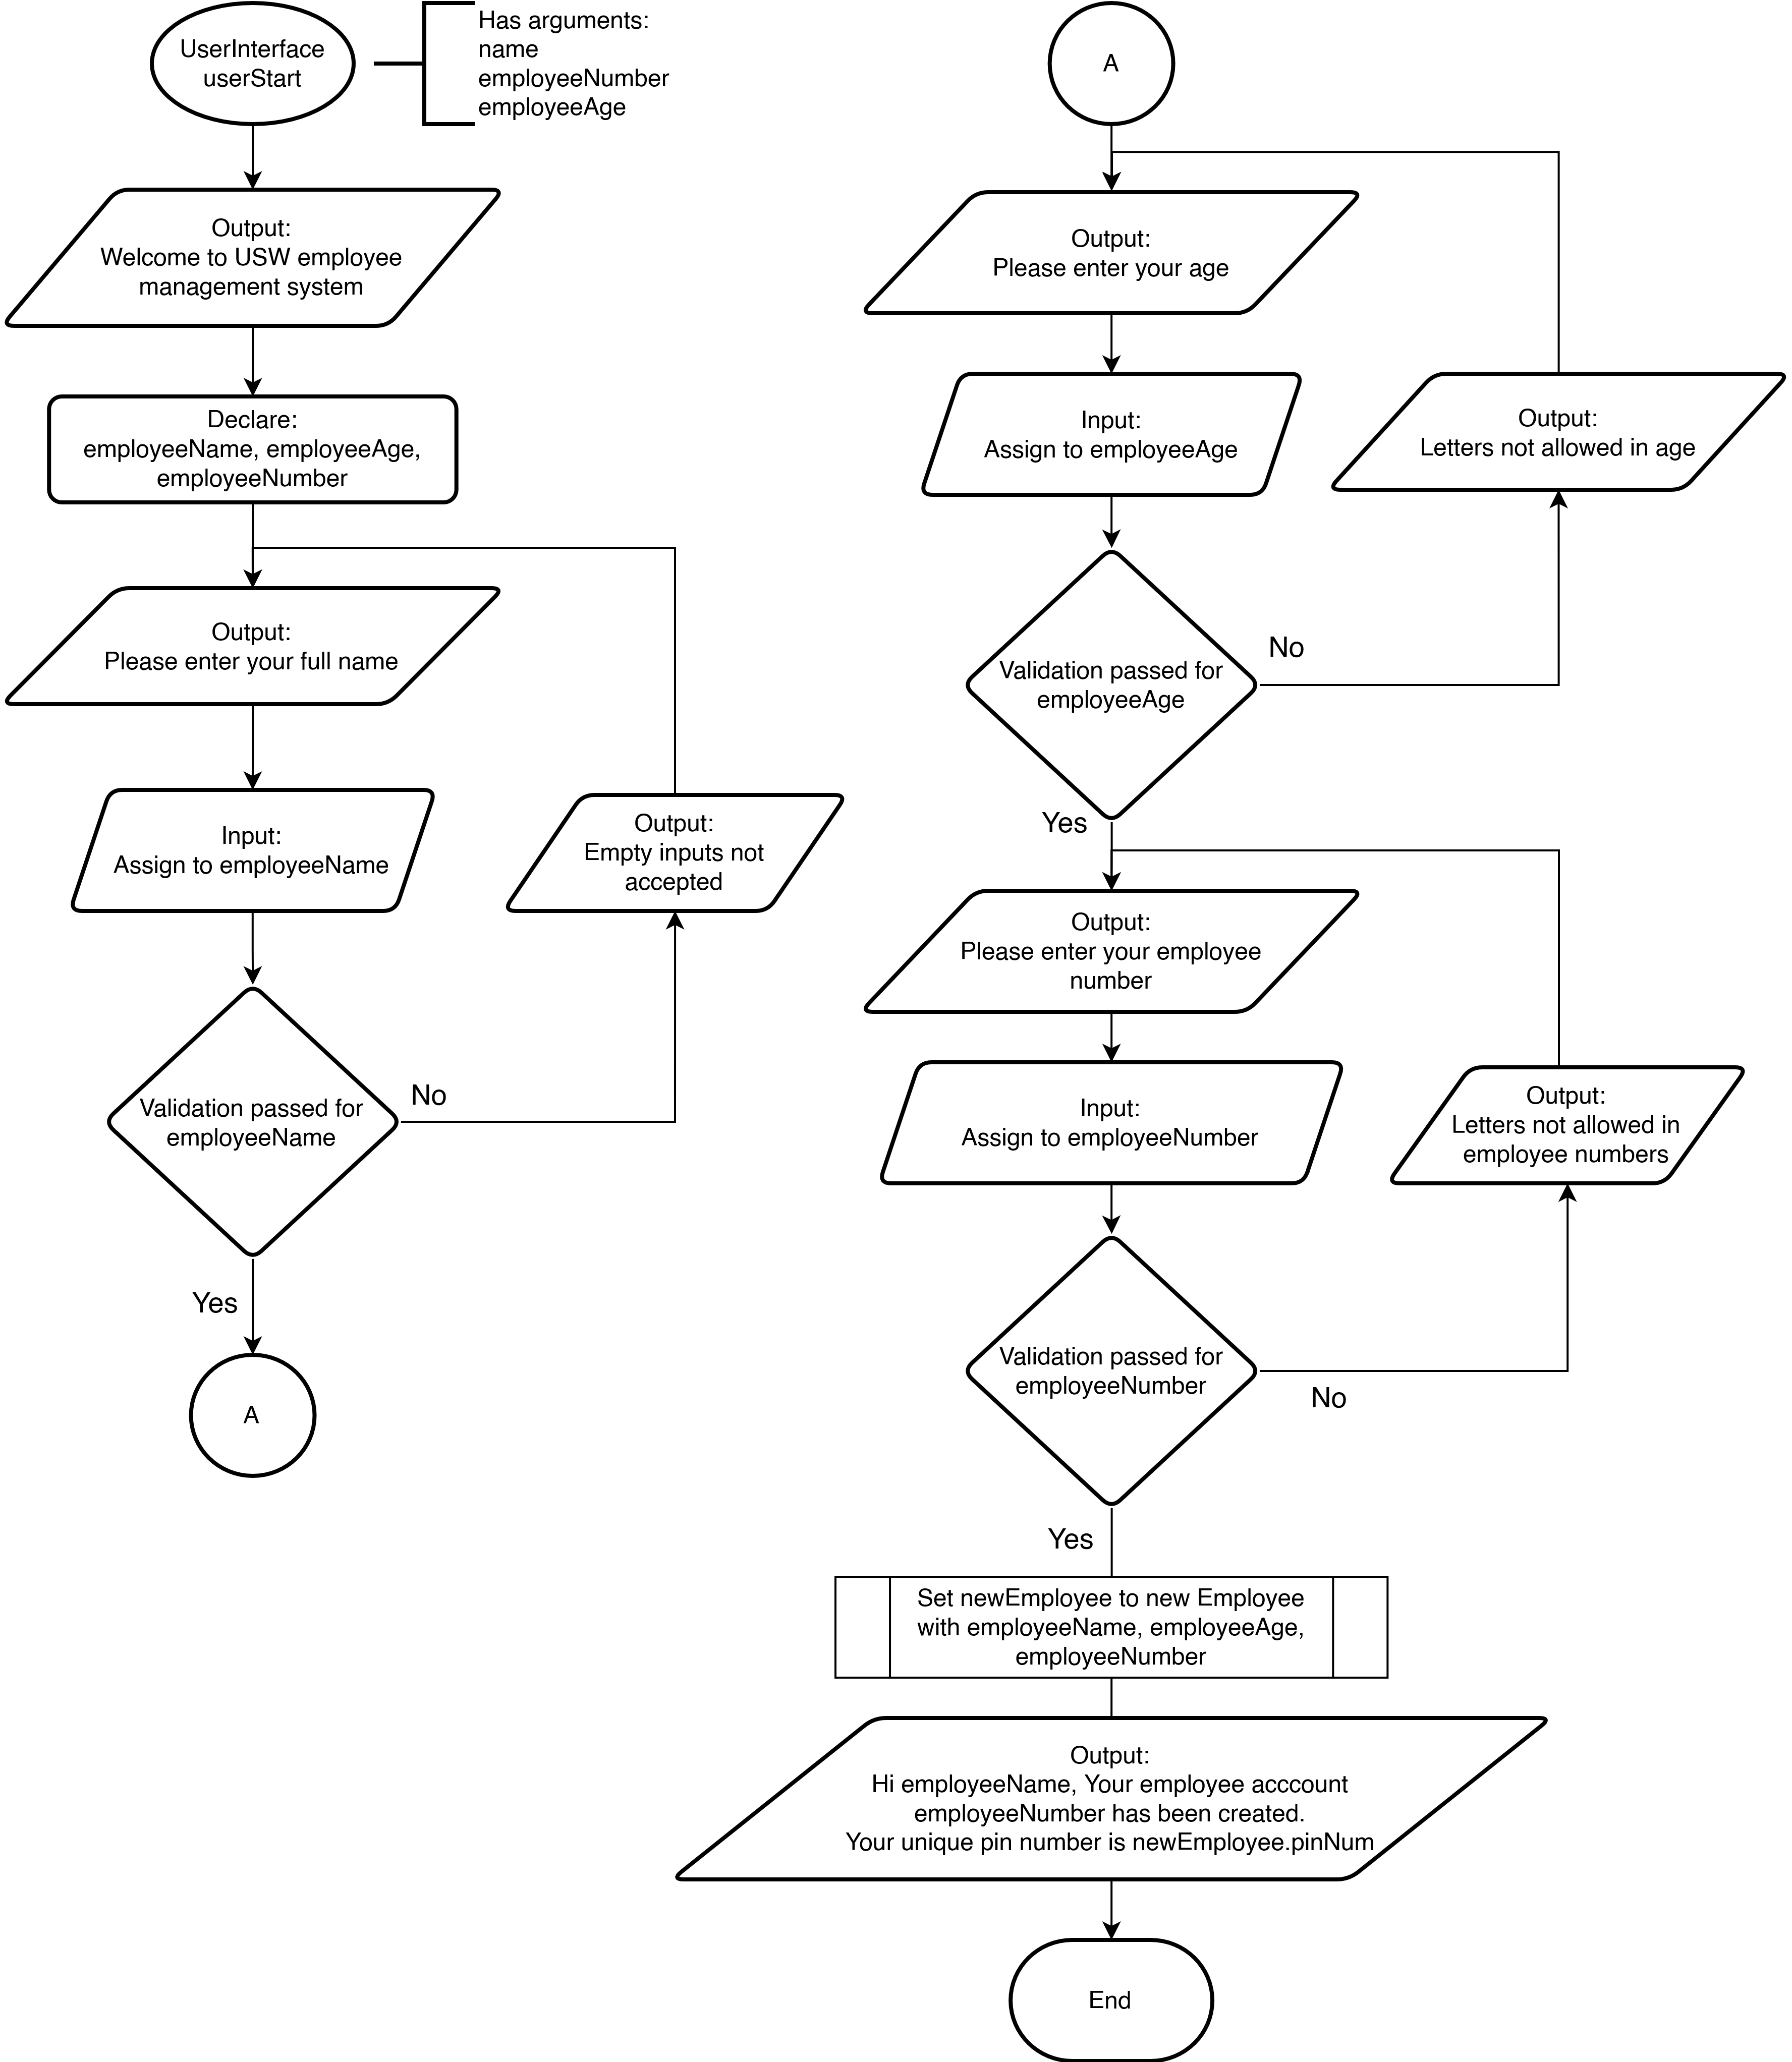 UserInterface
userStart
Has arguments:
name
employeeNumber
employeeAge
Output:
Welcome to USW employee
management system
Declare:
employeeName, employeeAge,
employeeNumber
Output:
Please enter your full name
Input:
Assign to employeeName
Output:
Empty inputs not
accepted
Validation passed for
employeeName
No
Yes
A
A
Output:
Please enter your age
Input:
Assign to employeeAge
Output:
Letters not allowed in age
Validation passed for
employeeAge
No
Yes
Output:
Please enter your employee
number
Input:
Assign to employeeNumber
Output:
Letters not allowed in
employee numbers
Validation passed for
employeeNumber
No
Yes
Set newEmployee to new Employee
with employeeName, employeeAge,
employeeNumber
Output:
Hi employeeName, Your employee acccount
employeeNumber has been created.
Your unique pin number is newEmployee.pinNum
End